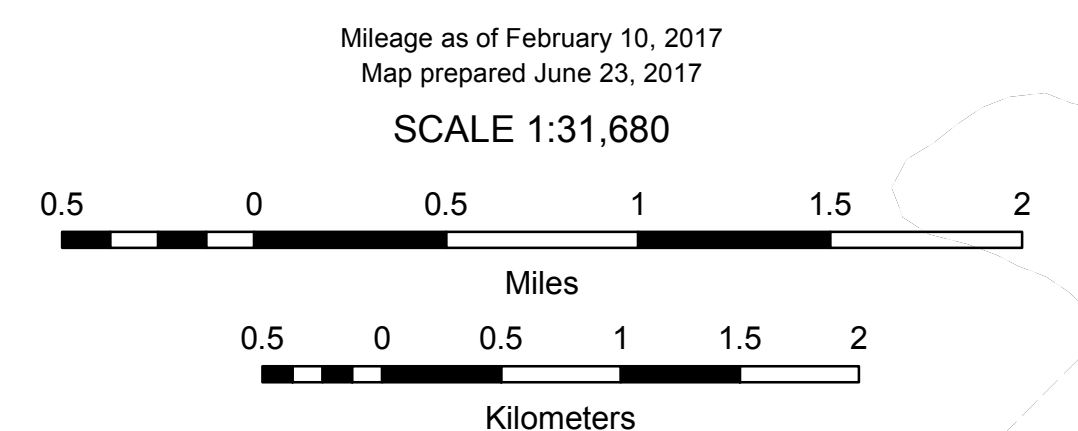 Mileage as of February 10, 2017
Map prepared June 23, 2017
SCALE 1:31,680
0.5 0 0.5 1 1.5 2
Miles
0.5 0 0.5 1 1.5 2
Kilometers